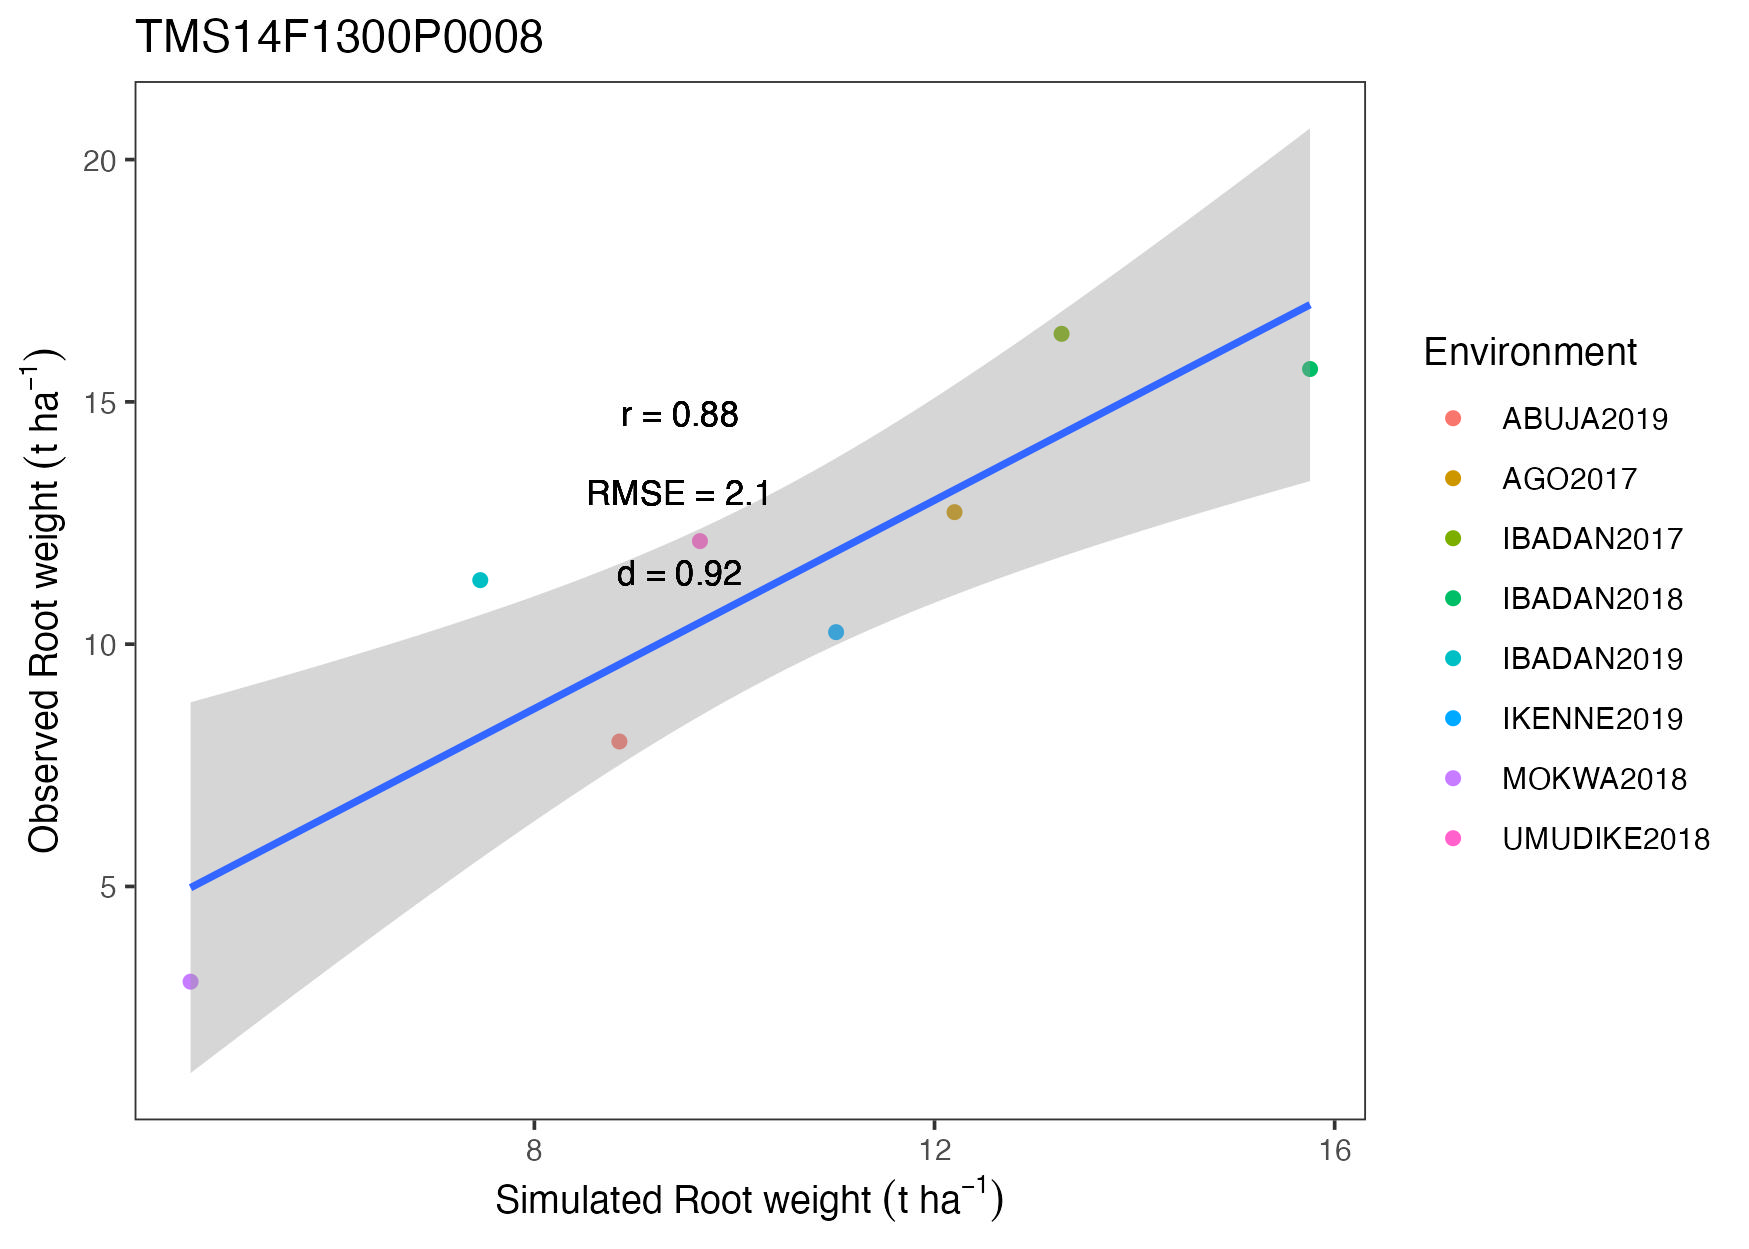 TMS14F1300P0008
20
15
10
5
Observed Root weight (t ha⁻¹)
r = 0.88
RMSE = 2.1
d = 0.92
8
12
16
Simulated Root weight (t ha⁻¹)
Environment
ABUJA2019
AGO2017
IBADAN2017
IBADAN2018
IBADAN2019
IKENNE2019
MOKWA2018
UMUDIKE2018